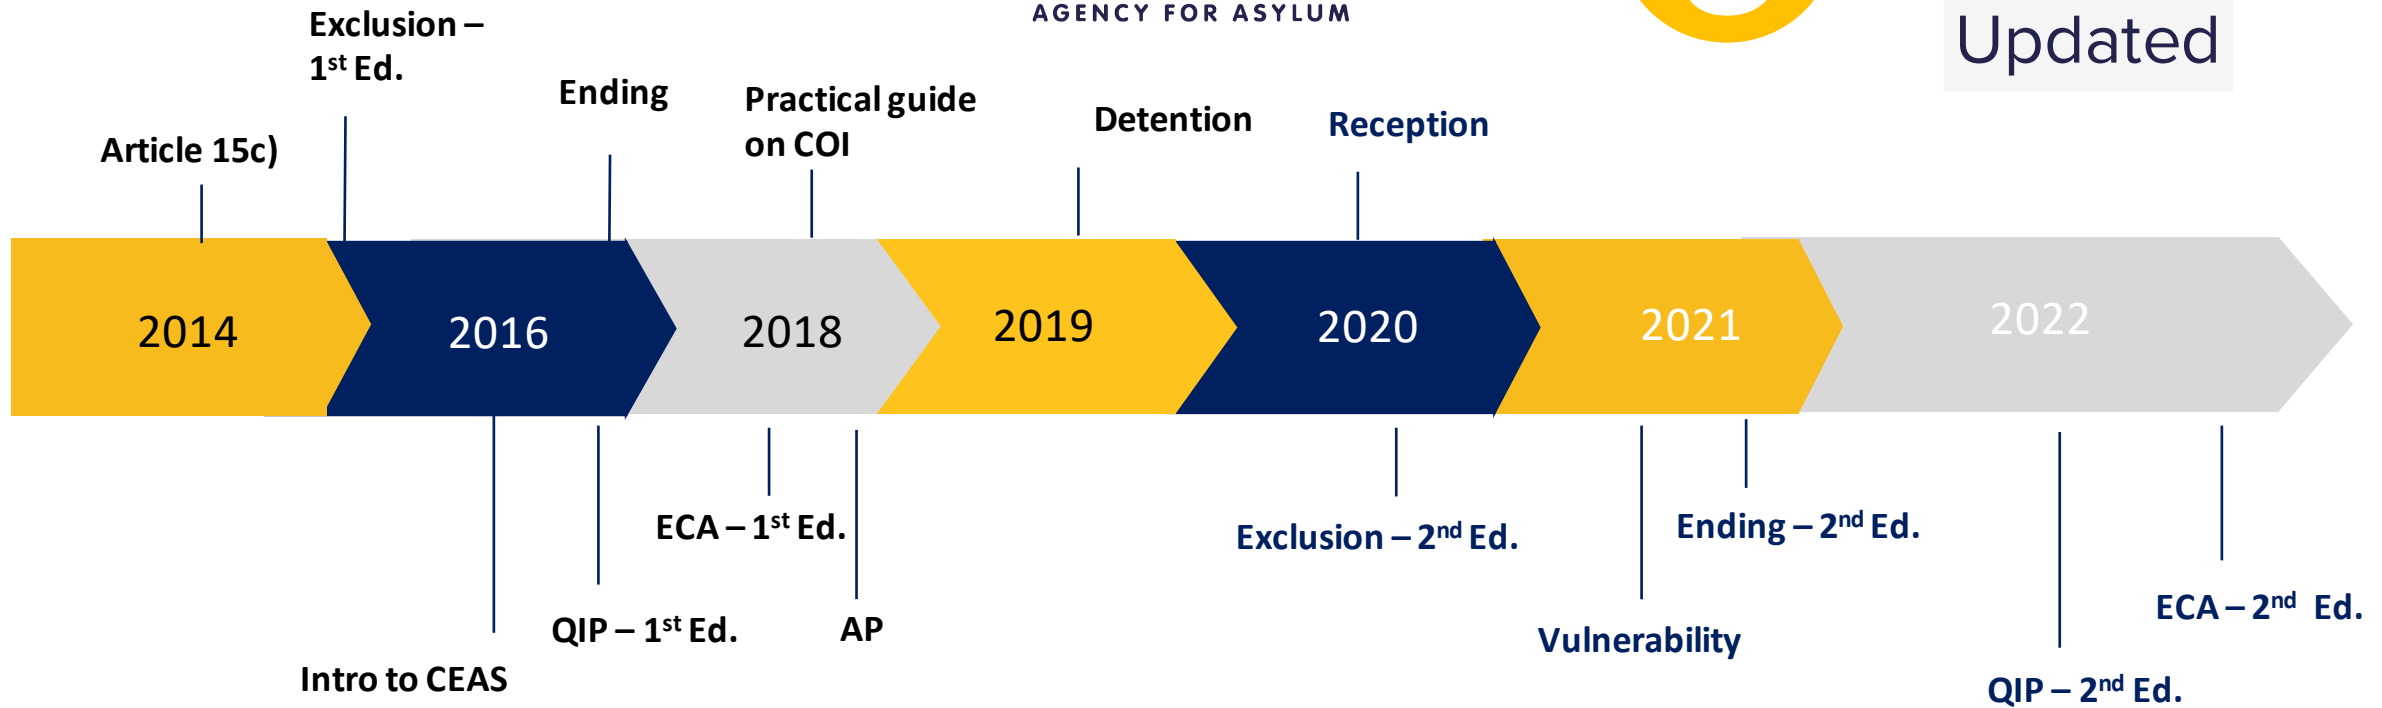 AGENCY FOR ASYLUM
Updated
Exclusion –
1st Ed.
Ending
Practical guide
on COI
Detention
Reception
Article 15c)
2014
2016
2018
2019
2020
2021
2022
ECA – 1st Ed.
Exclusion – 2nd Ed.
Ending – 2nd Ed.
QIP – 1st Ed.
AP
Vulnerability
ECA – 2nd Ed.
Intro to CEAS
QIP – 2nd Ed.